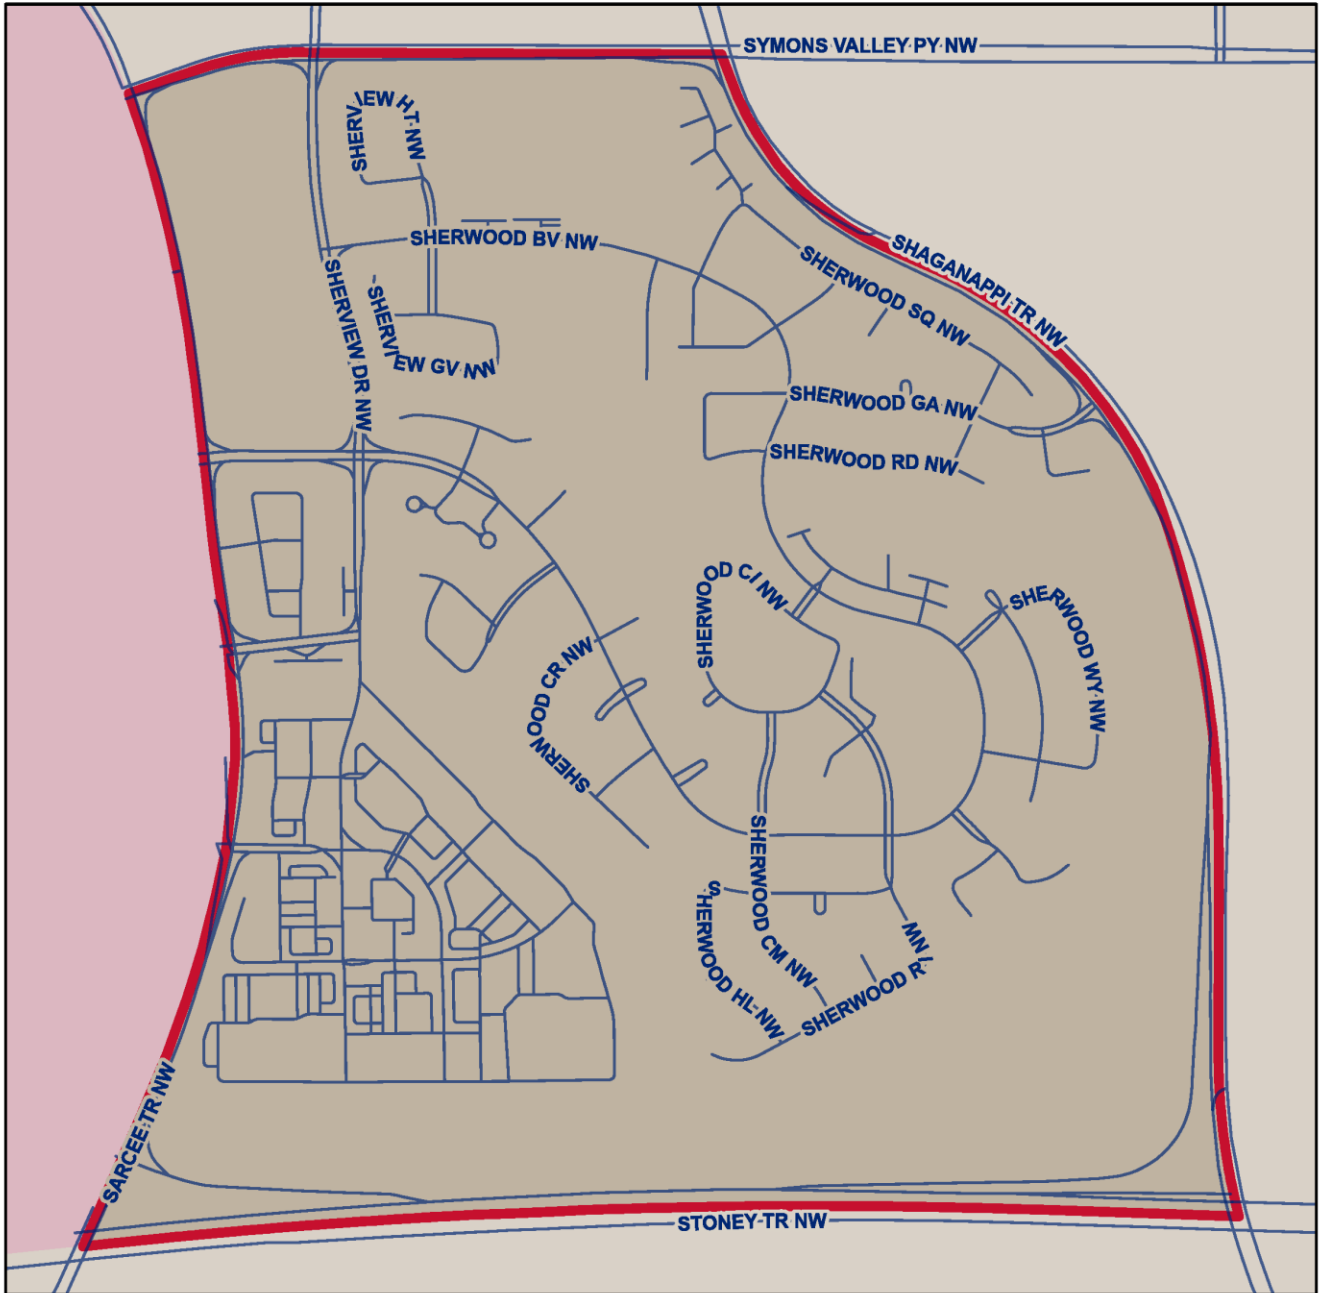 SYMONS VALLEY PY NW
SHERVIEW HT NW
SHERWOOD BV NW
SHAGANAPPI TR NW
SHERWOOD SQ NW
SHERVIEW DR NW
SHERVIEW GV NW
SHERWOOD GA NW
SHERWOOD RD NW
SHERWOOD CI NW
SHERWOOD WY NW
SHERWOOD CR NW
SHERWOOD CM NW
SHERWOOD HL NW
SHERWOOD R
NW
SARCEE TR NW
STONEY TR NW